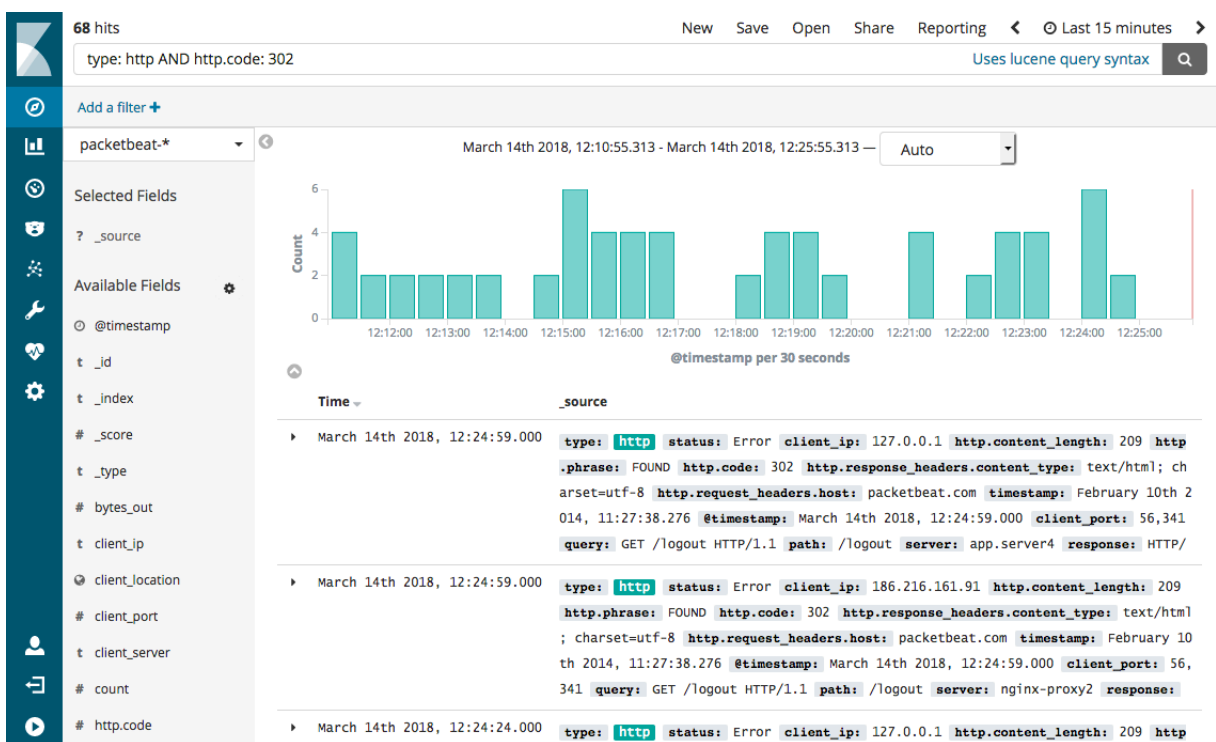 68 hits New Save Open Share Reporting Last 15 minutes
type: http AND http.code: 302 Uses lucene query syntax
Add a filter +
packetbeat-*
Selected Fields
? _source
Available Fields
@timestamp
t _id
t _index
# _score
t _type
# bytes_out
t client_ip
client_location
# client_port
t client_server
# count
# http.code
March 14th 2018, 12:10:55.313 - March 14th 2018, 12:25:55.313 — Auto
6
4
2
0
Count
12:12:00 12:13:00 12:14:00 12:15:00 12:16:00 12:17:00 12:18:00 12:19:00 12:20:00 12:21:00 12:22:00 12:23:00 12:24:00 12:25:00
@timestamp per 30 seconds
Time _source
March 14th 2018, 12:24:59.000 type: http status: Error client_ip: 127.0.0.1 http.content_length: 209 http
.phrase: FOUND http.code: 302 http.response_headers.content_type: text/html; ch
arset=utf-8 http.request_headers.host: packetbeat.com timestamp: February 10th 2
014, 11:27:38.276 @timestamp: March 14th 2018, 12:24:59.000 client_port: 56,341
query: GET /logout HTTP/1.1 path: /logout server: app.server4 response: HTTP/
March 14th 2018, 12:24:59.000 type: http status: Error client_ip: 186.216.161.91 http.content_length: 209
http.phrase: FOUND http.code: 302 http.response_headers.content_type: text/html
; charset=utf-8 http.request_headers.host: packetbeat.com timestamp: February 10
th 2014, 11:27:38.276 @timestamp: March 14th 2018, 12:24:59.000 client_port: 56,
341 query: GET /logout HTTP/1.1 path: /logout server: nginx-proxy2 response:
March 14th 2018, 12:24:24.000 type: http status: Error client_ip: 127.0.0.1 http.content_length: 209 http